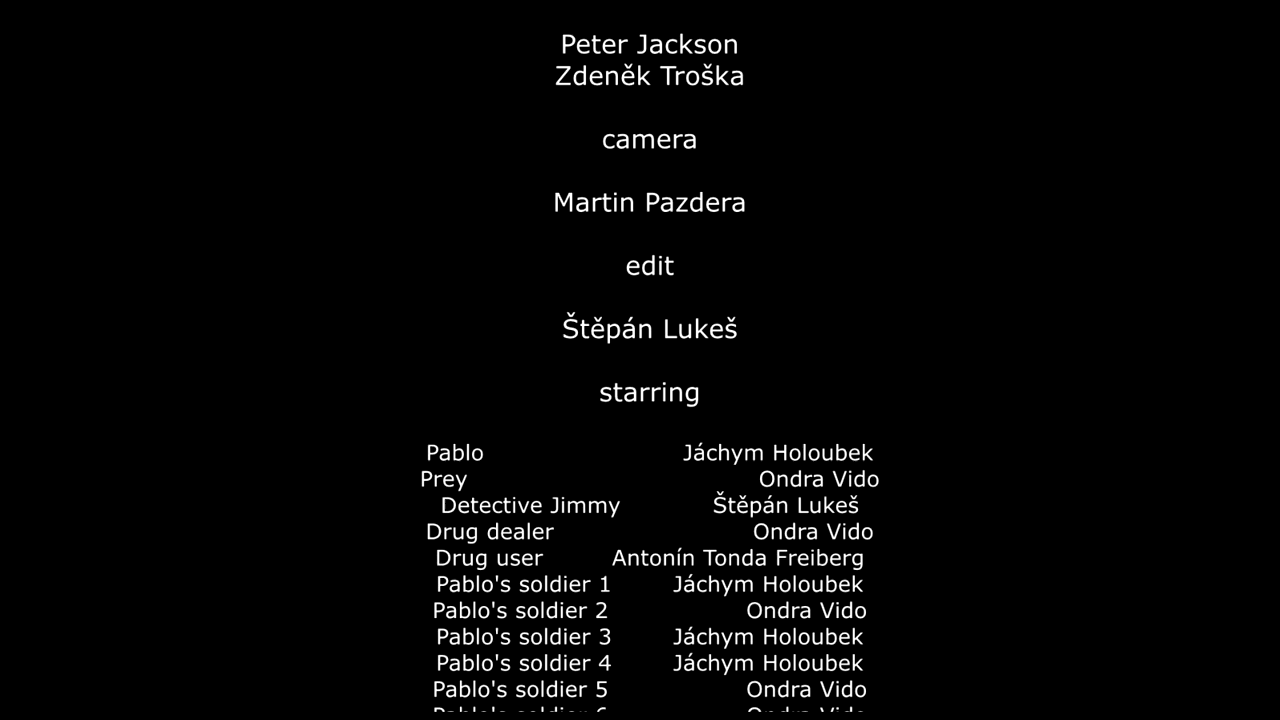 Peter Jackson
Zdeněk Troška
camera
Martin Pazdera
edit
Štěpán Lukeš
starring
Pablo Jáchym Holoubek
Prey Ondra Vido
Detective Jimmy Štěpán Lukeš
Drug dealer Ondra Vido
Drug user Antonín Tonda Freiberg
Pablo's soldier 1 Jáchym Holoubek
Pablo's soldier 2 Ondra Vido
Pablo's soldier 3 Jáchym Holoubek
Pablo's soldier 4 Jáchym Holoubek
Pablo's soldier 5 Ondra Vido